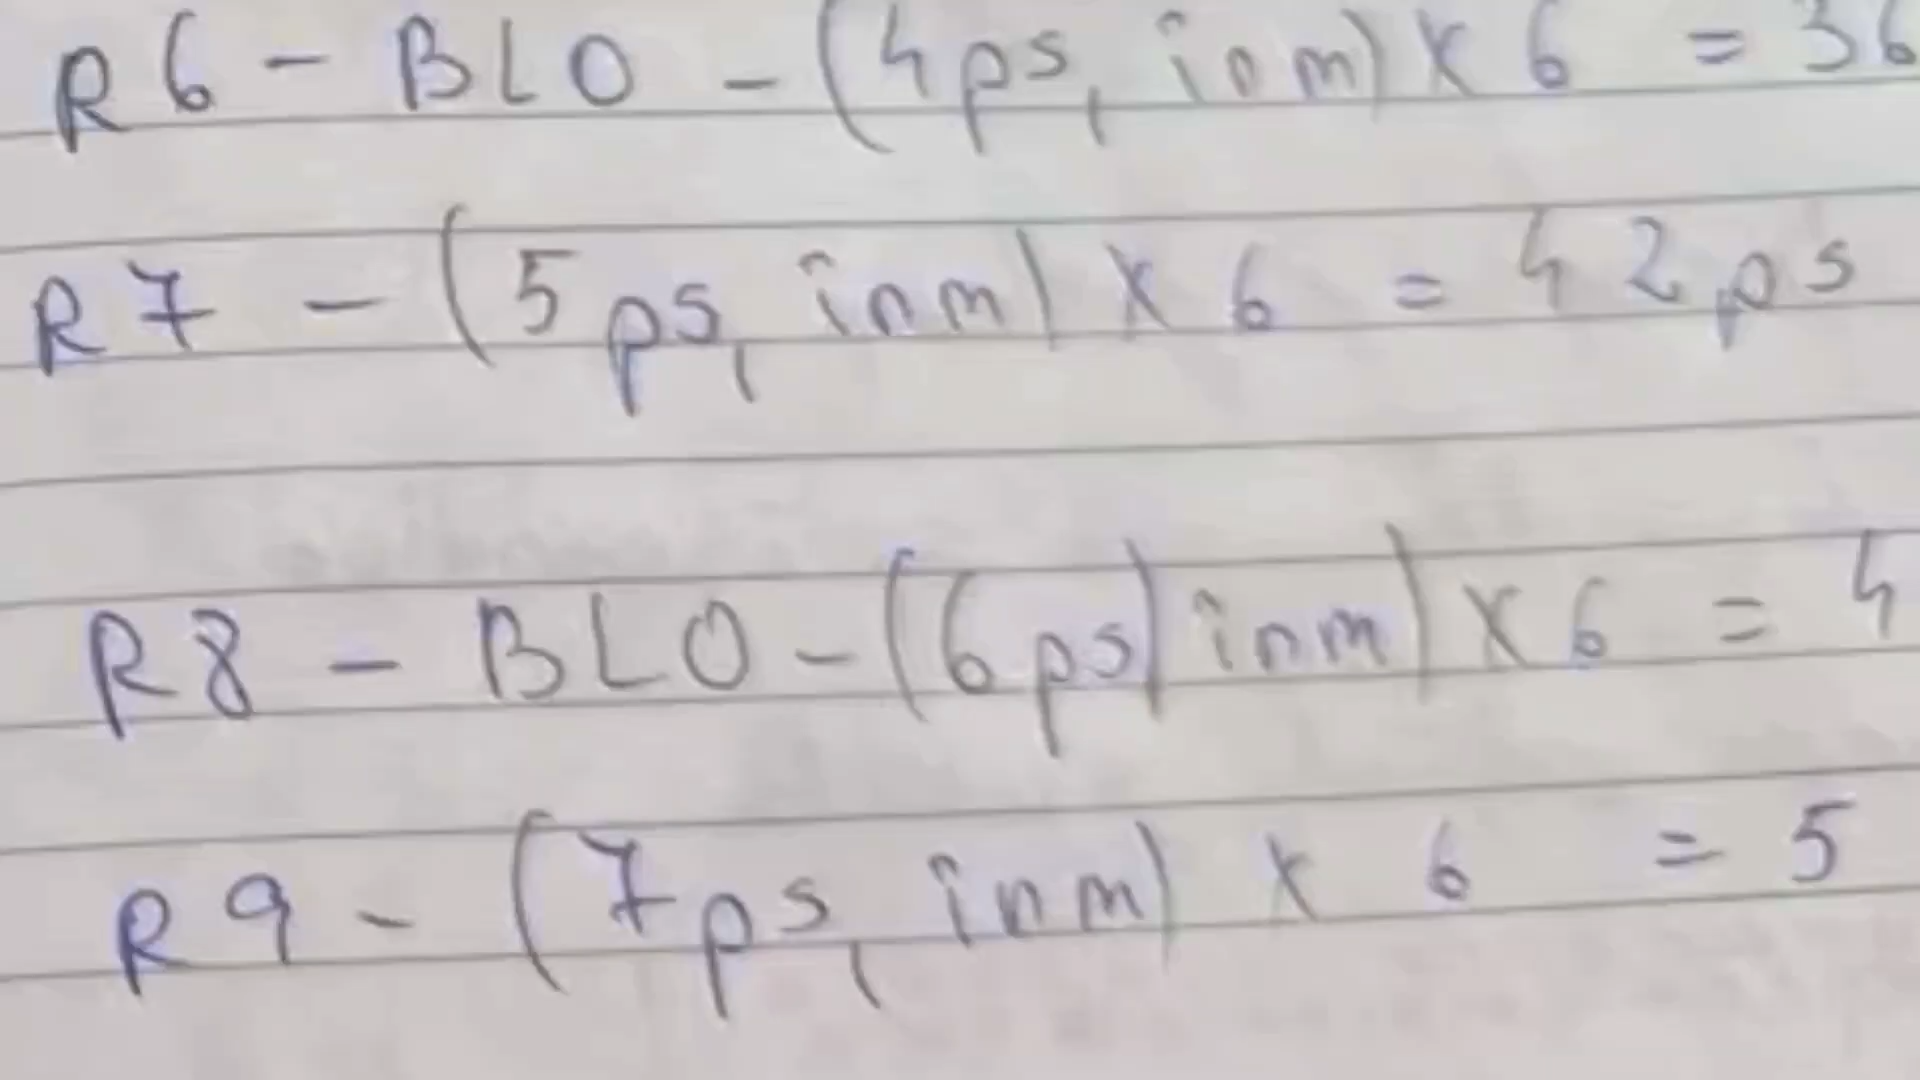 R6 - BLO - (4ps, inm) x 6 = 36
R7 - (5ps, inm) x 6 = 42ps
R8 - BLO - (6ps) inm) x 6 = 4
R9 - (7ps, inm) x 6 = 5